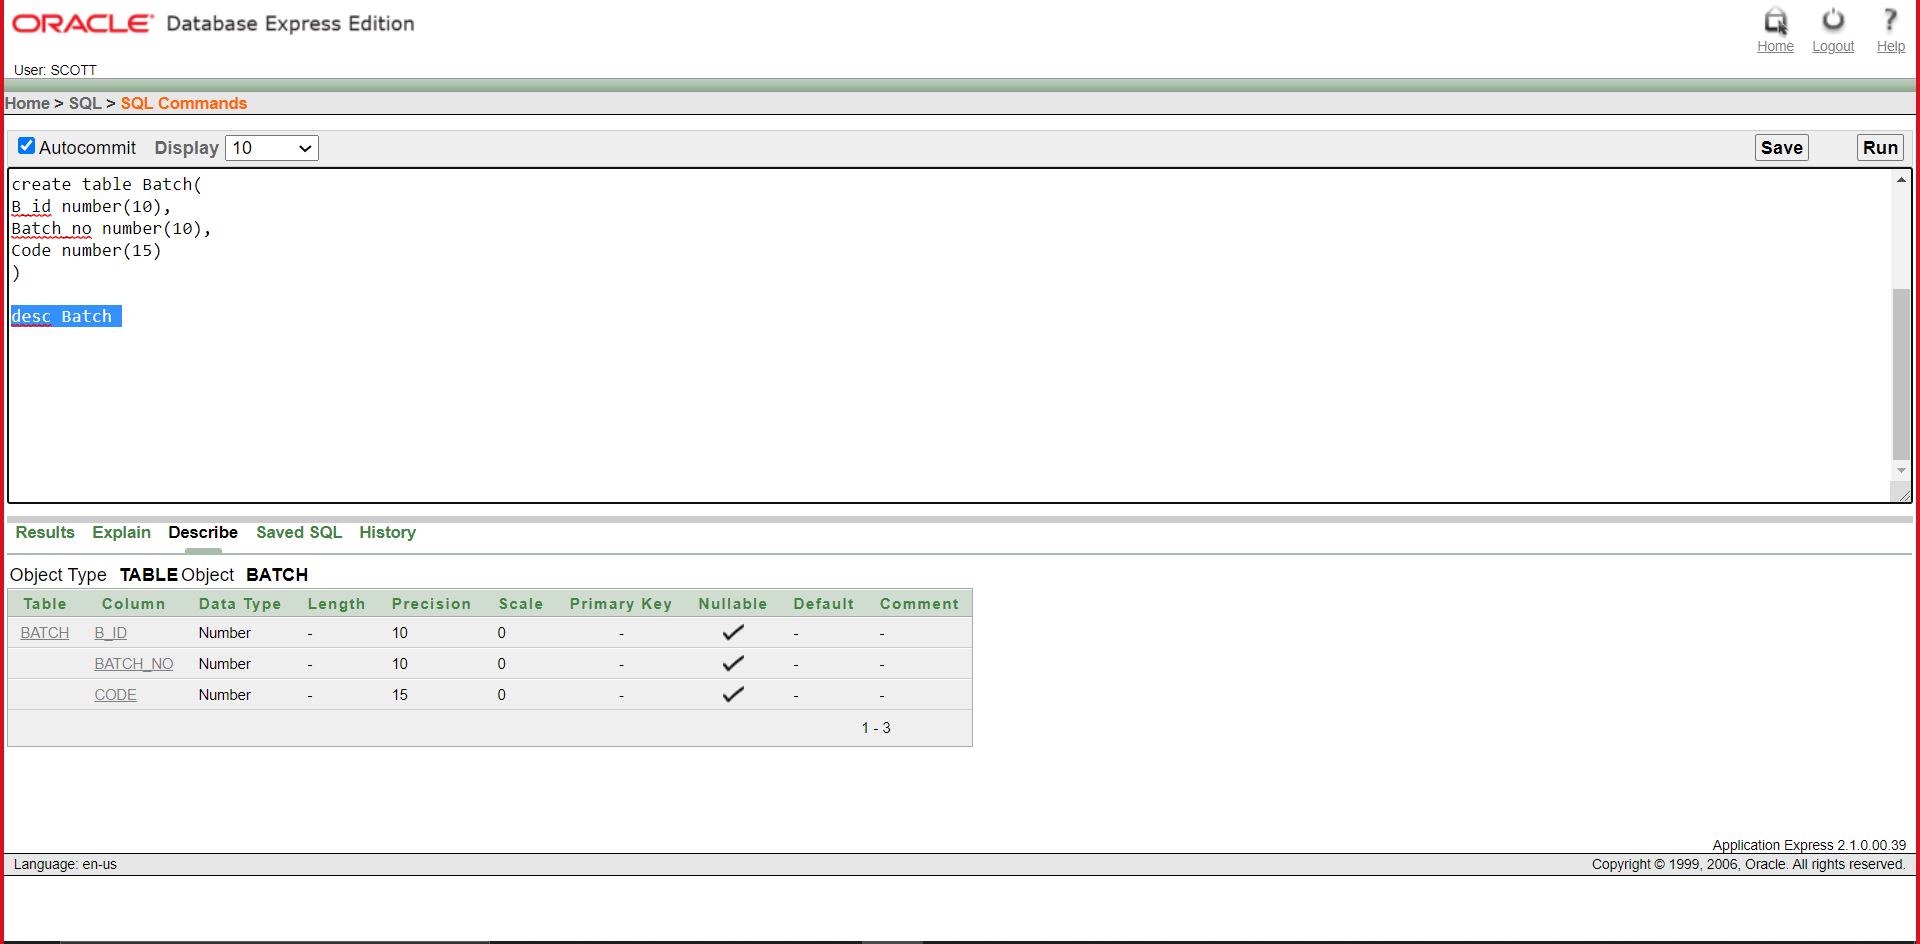 ORACLE Database Express Edition
Home Logout Help
User: SCOTT
Home > SQL > SQL Commands
Autocommit Display 10 Save Run
create table Batch(
B_id number(10),
Batch_no number(10),
Code number(15)
)
desc Batch
Results Explain Describe Saved SQL History
Object Type TABLE Object BATCH
Table Column Data Type Length Precision Scale Primary Key Nullable Default Comment
BATCH B_ID Number - 10 0 - ✓ - -
BATCH_NO Number - 10 0 - ✓ - -
CODE Number - 15 0 - ✓ - -
1 - 3
Application Express 2.1.0.00.39
Language: en-us Copyright © 1999, 2006, Oracle. All rights reserved.